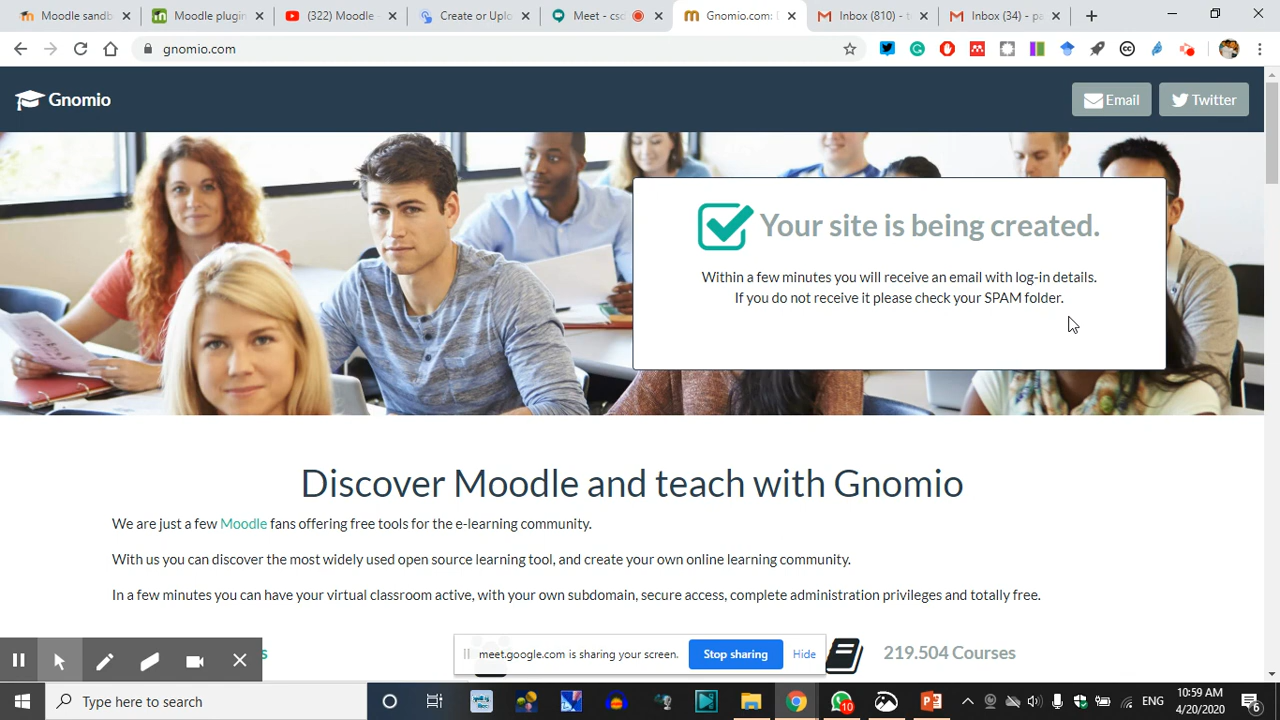 Moodle sandb
Moodle plugin
(322) Moodle -
Create or Uplo
Meet - csc
Gnomio.com: 
Inbox (810) - t
Inbox (34) - pa
gnomio.com
Gnomio
Email
Twitter
Your site is being created.
Within a few minutes you will receive an email with log-in details.
If you do not receive it please check your SPAM folder.
Discover Moodle and teach with Gnomio
We are just a few Moodle fans offering free tools for the e-learning community.
With us you can discover the most widely used open source learning tool, and create your own online learning community.
In a few minutes you can have your virtual classroom active, with your own subdomain, secure access, complete administration privileges and totally free.
s
219.504 Courses
meet.google.com is sharing your screen.
Stop sharing
Hide
Type here to search
10
ENG
10:59 AM
4/20/2020
6